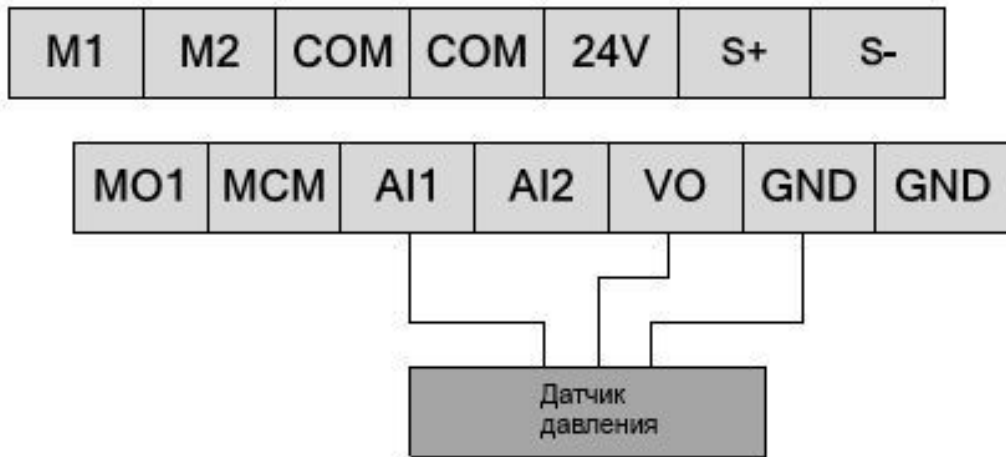 M1 M2 COM COM 24V S+ S-
MO1 MCM AI1 AI2 VO GND GND
Датчик
давления